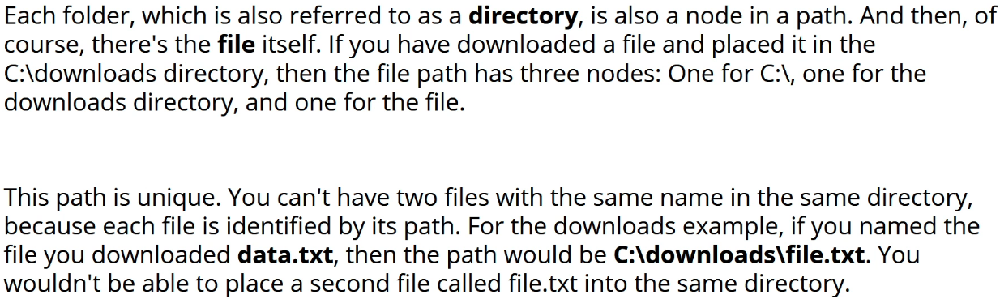 Each folder, which is also referred to as a directory, is also a node in a path. And then, of
course, there's the file itself. If you have downloaded a file and placed it in the
C:\downloads directory, then the file path has three nodes: One for C:\, one for the
downloads directory, and one for the file.
This path is unique. You can't have two files with the same name in the same directory,
because each file is identified by its path. For the downloads example, if you named the
file you downloaded data.txt, then the path would be C:\downloads\file.txt. You
wouldn't be able to place a second file called file.txt into the same directory.